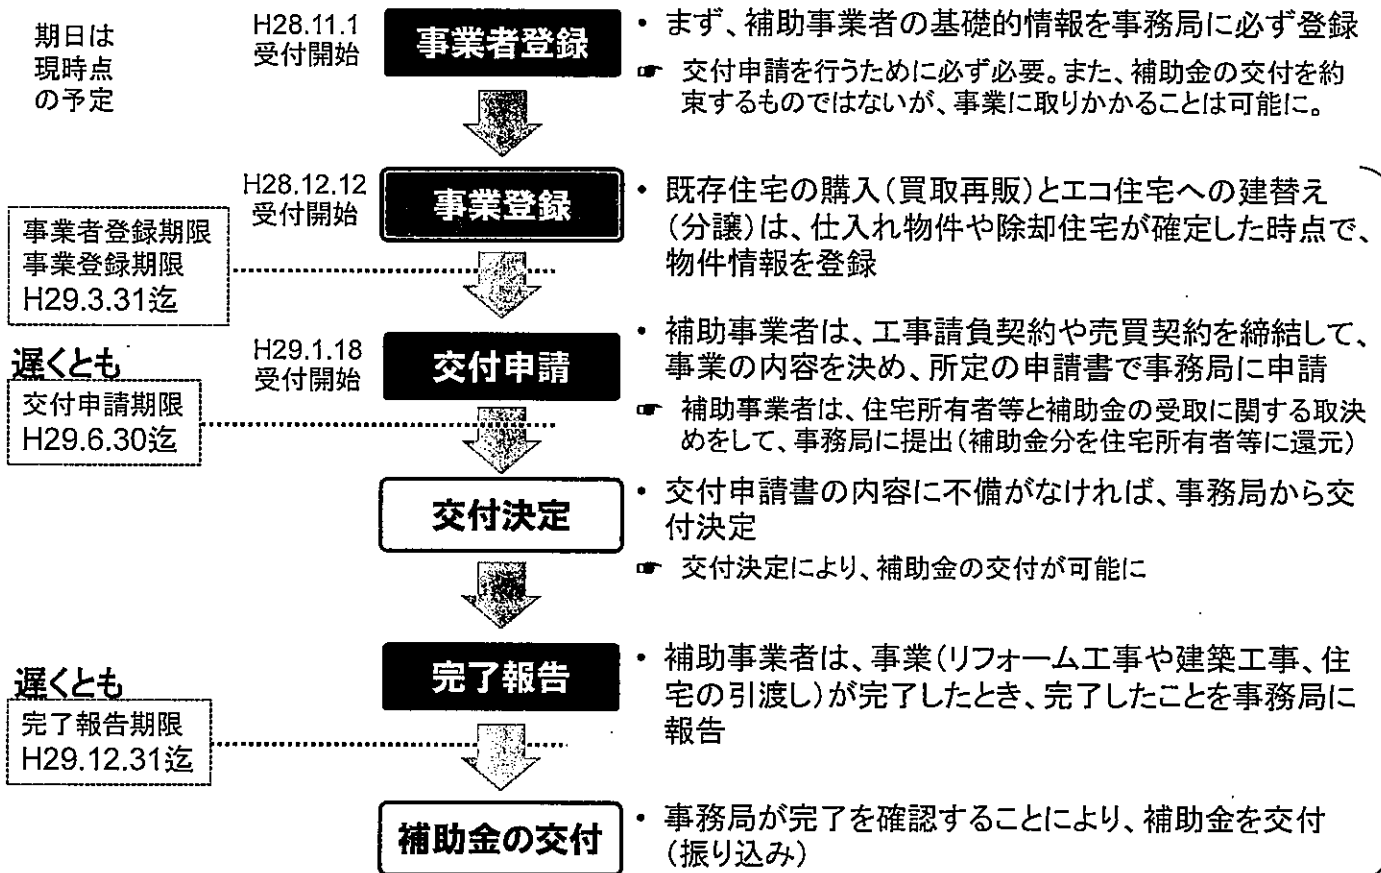 期日は
現時点
の予定
H28.11.1
受付開始
事業者登録
・ まず、補助事業者の基礎的情報を事務局に必ず登録
☞ 交付申請を行うために必ず必要。また、補助金の交付を約
束するものではないが、事業に取りかかることは可能に。
H28.12.12
受付開始
事業登録
・ 既存住宅の購入(買取再販)とエコ住宅への建替え
(分譲)は、仕入れ物件や除却住宅が確定した時点で、
物件情報を登録
事業者登録期限
事業登録期限
H29.3.31迄
H29.1.18
受付開始
交付申請
・ 補助事業者は、工事請負契約や売買契約を締結して、
事業の内容を決め、所定の申請書で事務局に申請
☞ 補助事業者は、住宅所有者等と補助金の受取に関する取決
めをして、事務局に提出(補助金分を住宅所有者等に還元)
遅くとも
交付申請期限
H29.6.30迄
交付決定
・ 交付申請書の内容に不備がなければ、事務局から交
付決定
☞ 交付決定により、補助金の交付が可能に
完了報告
・ 補助事業者は、事業(リフォーム工事や建築工事、住
宅の引渡し)が完了したとき、完了したことを事務局に
報告
遅くとも
完了報告期限
H29.12.31迄
補助金の交付
・ 事務局が完了を確認することにより、補助金を交付
(振り込み)